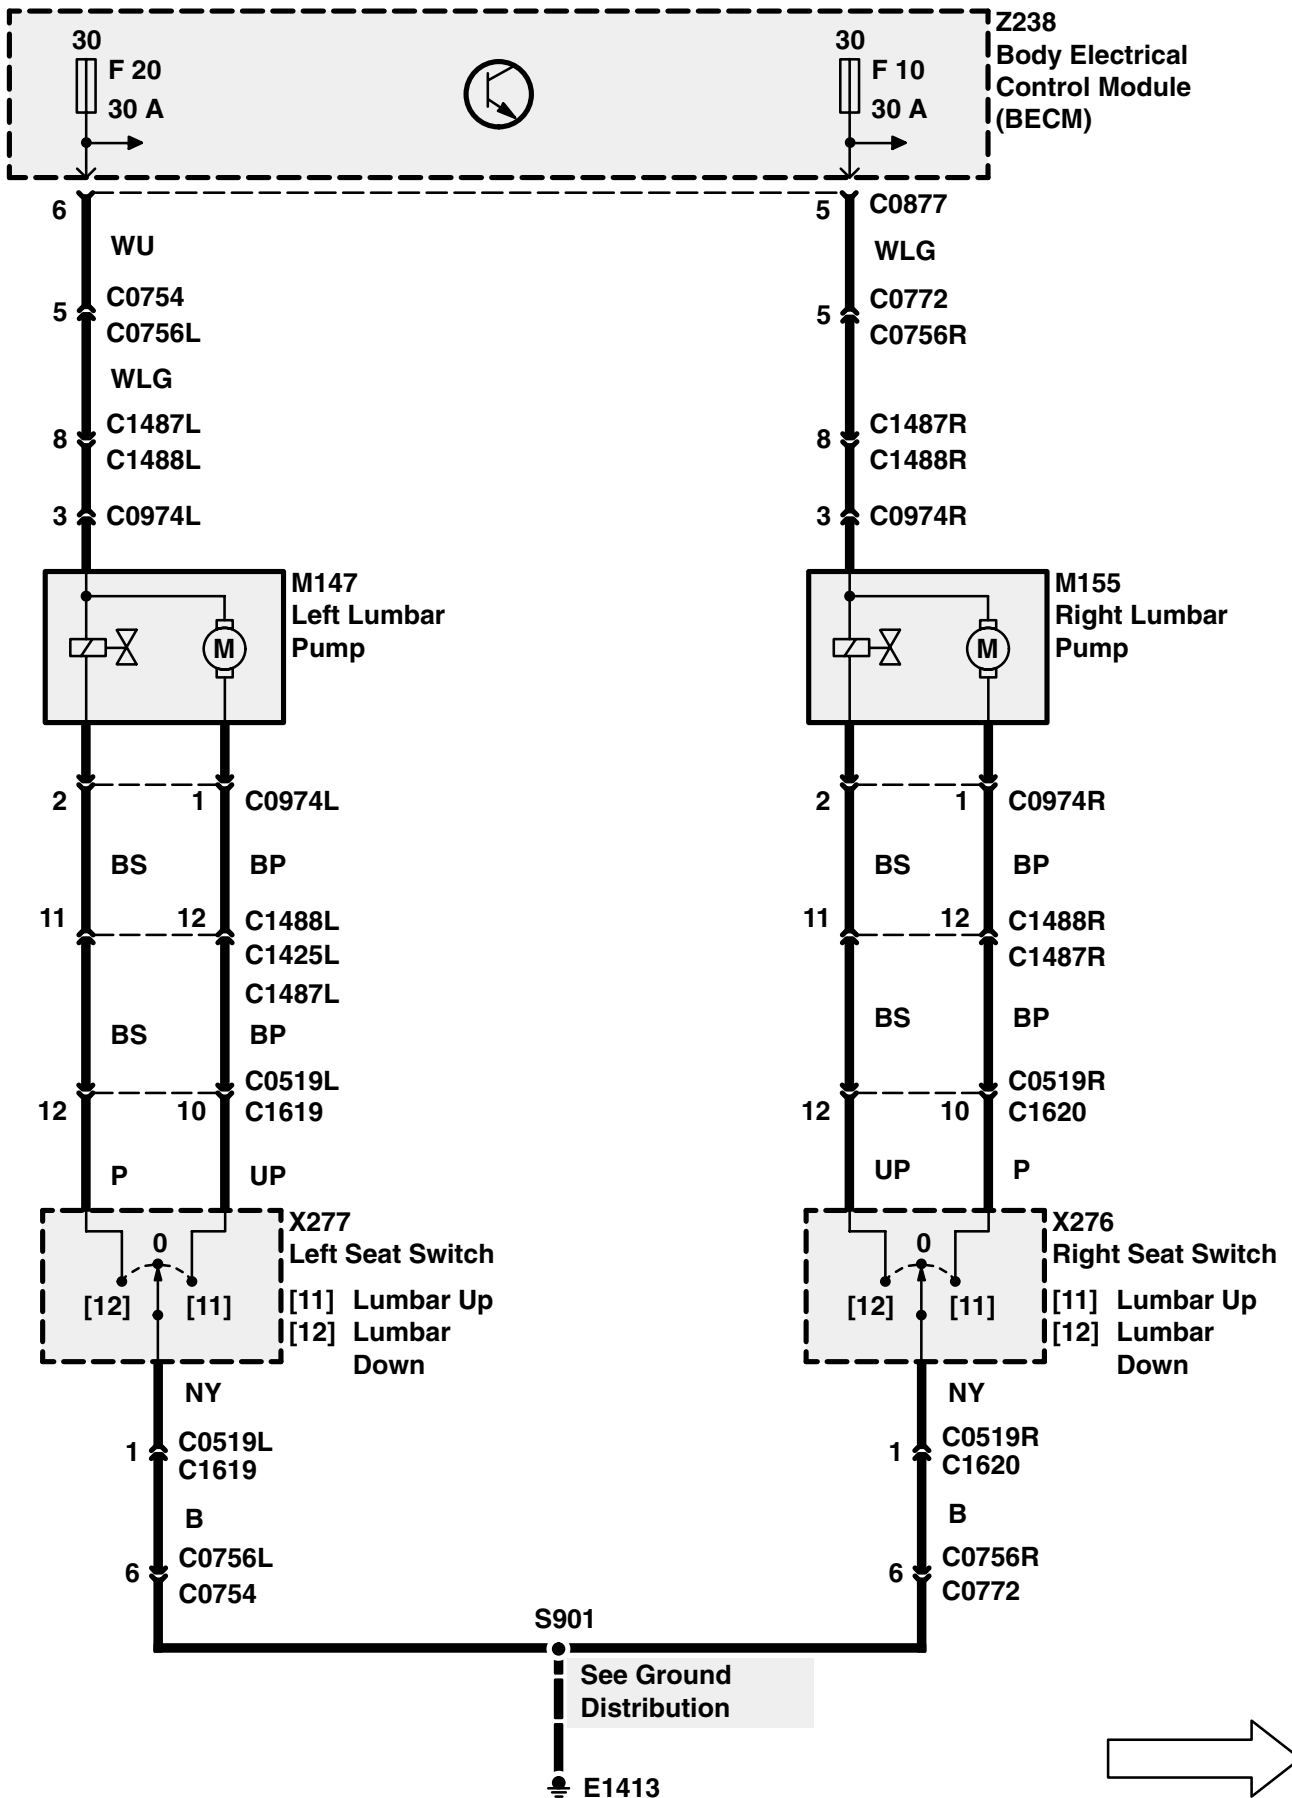 30
F 20
30 A
30
F 10
30 A
Z238
Body Electrical
Control Module
(BECM)
6
5
C0877
WU
WLG
5
C0754
C0756L
5
C0772
C0756R
WLG
8
C1487L
C1488L
8
C1487R
C1488R
3
C0974L
3
C0974R
M147
Left Lumbar
Pump
M
M155
Right Lumbar
Pump
M
2
1
C0974L
2
1
C0974R
BS
BP
BS
BP
11
12
C1488L
C1425L
C1487L
11
12
C1488R
C1487R
BS
BP
BS
BP
12
10
C0519L
C1619
12
10
C0519R
C1620
P
UP
UP
P
X277
Left Seat Switch
0
[12]
[11]
[11] Lumbar Up
[12] Lumbar
Down
X276
Right Seat Switch
0
[12]
[11]
[11] Lumbar Up
[12] Lumbar
Down
NY
NY
1
C0519L
C1619
1
C0519R
C1620
B
B
6
C0756L
C0754
6
C0756R
C0772
S901
See Ground
Distribution
E1413